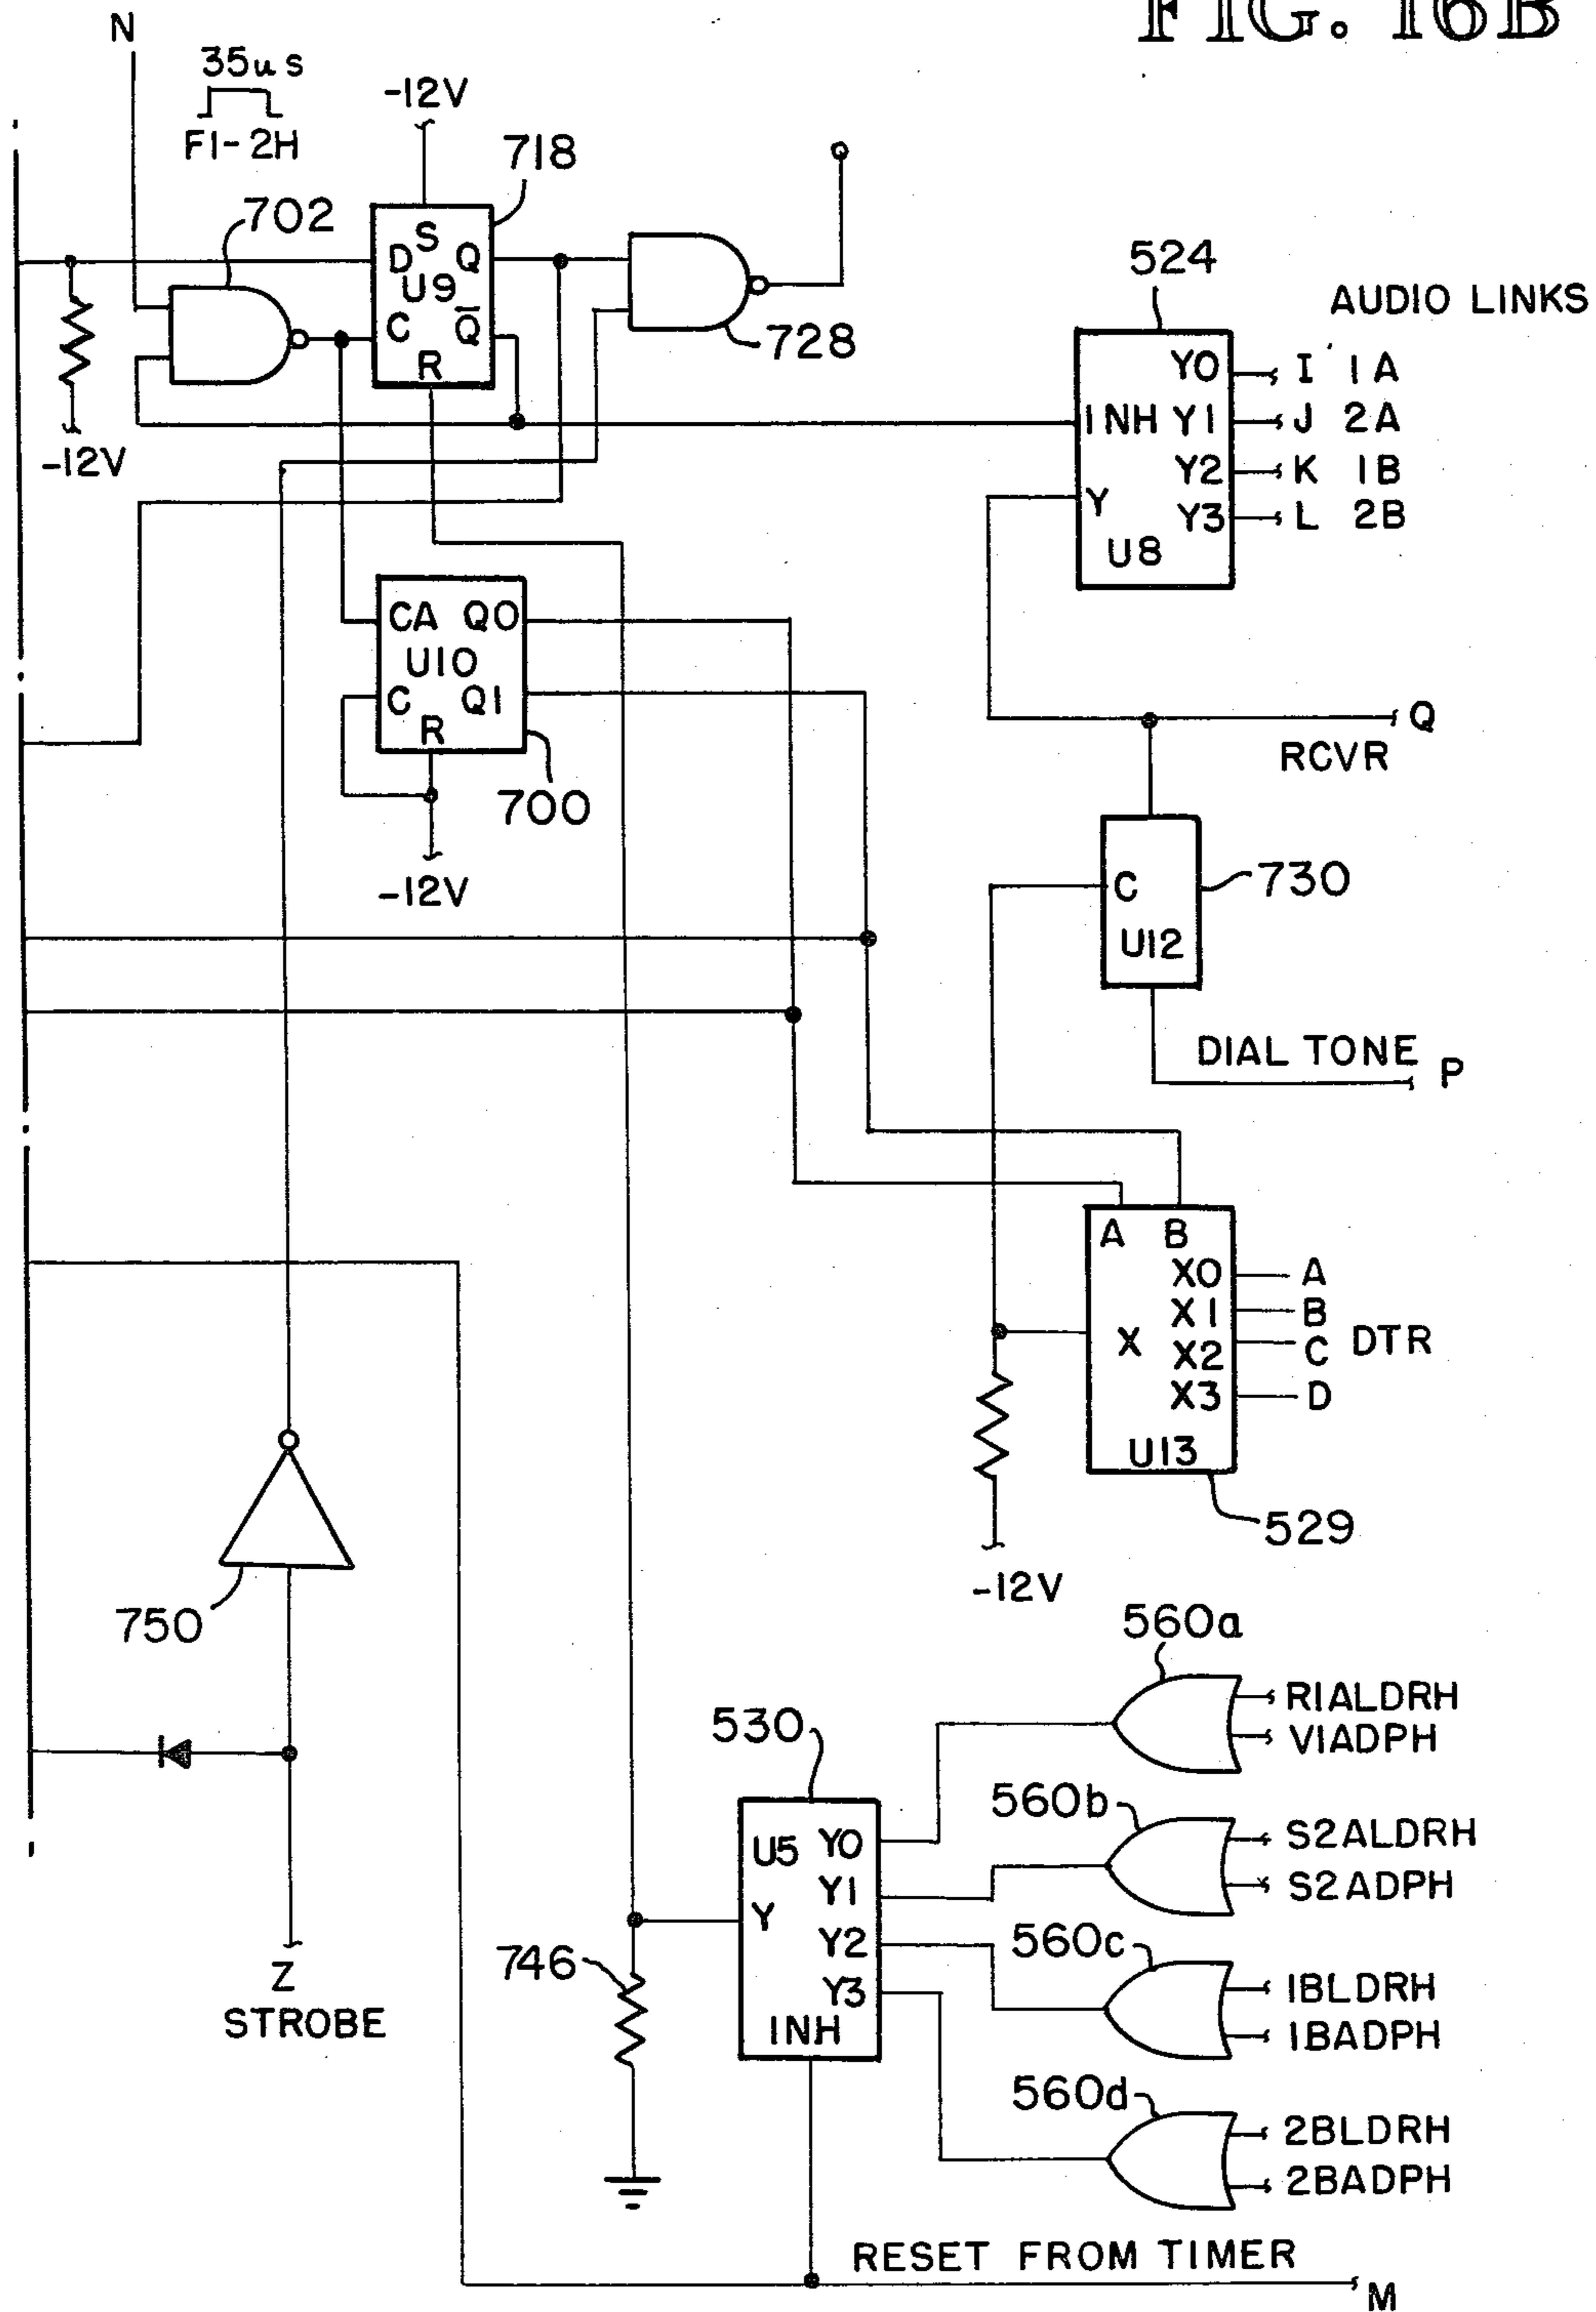 FIG. 16B
N
35us
F1-2H
-12V
718
702
S
D Q
U9
C Q̅
R
728
-12V
524
AUDIO LINKS
Y0 I 1A
INH Y1 J 2A
Y2 K 1B
Y Y3 L 2B
U8
CA Q0
U10
C Q1
R
700
-12V
Q
RCVR
C
U12
730
DIAL TONE P
A B
X0 A
X1 B
X X2 C DTR
X3 D
U13
529
-12V
750
560a
R1ALDRH
V1ADPH
530
560b
U5 Y0
S2ALDRH
Y1
S2ADPH
Y
Y2
560c
746
Y3
1BLDRH
INH
1BADPH
Z
STROBE
560d
2BLDRH
2BADPH
RESET FROM TIMER
M